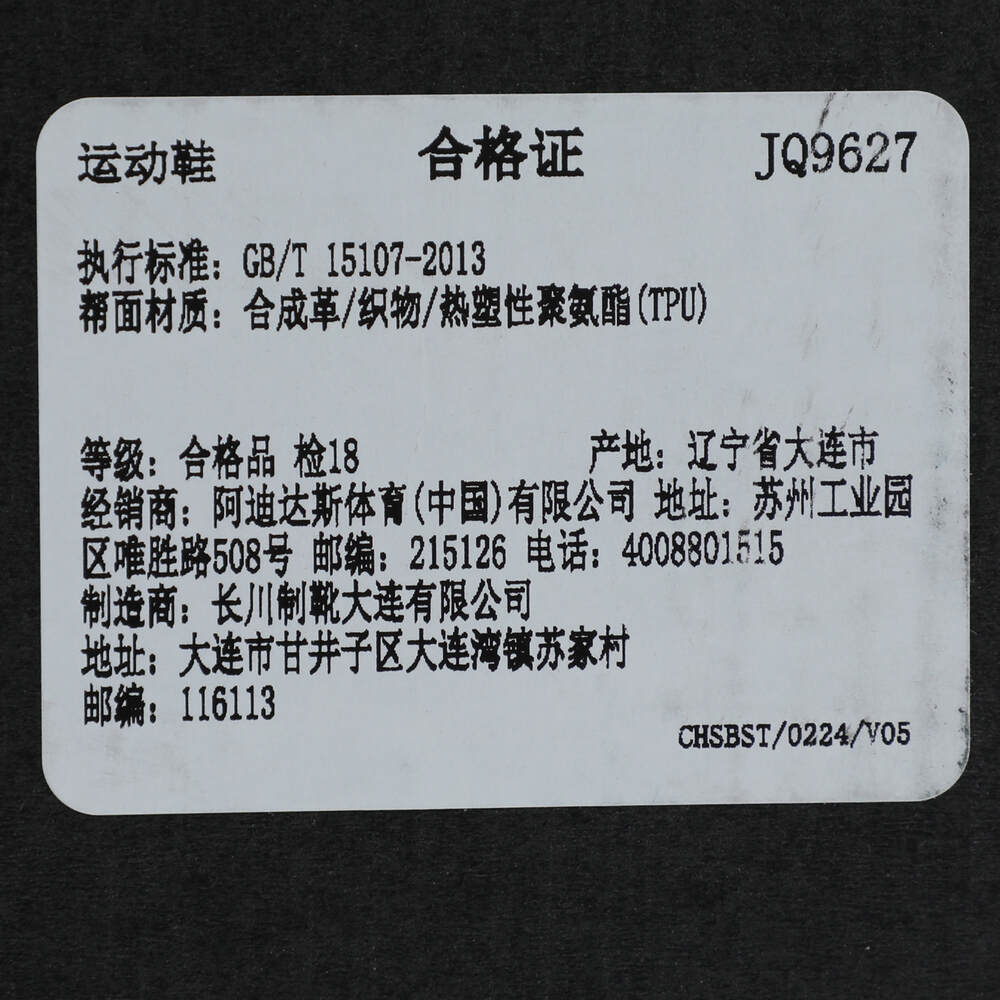 运动鞋 合格证 JQ9627
执行标准: GB/T 15107-2013
帮面材质: 合成革/织物/热塑性聚氨酯(TPU)
等级: 合格品 检18 产地: 辽宁省大连市
经销商: 阿迪达斯体育(中国)有限公司 地址: 苏州工业园
区唯胜路508号 邮编: 215126 电话: 4008801515
制造商: 长川制靴大连有限公司
地址: 大连市甘井子区大连湾镇苏家村
邮编: 116113
CHSBST/0224/V05